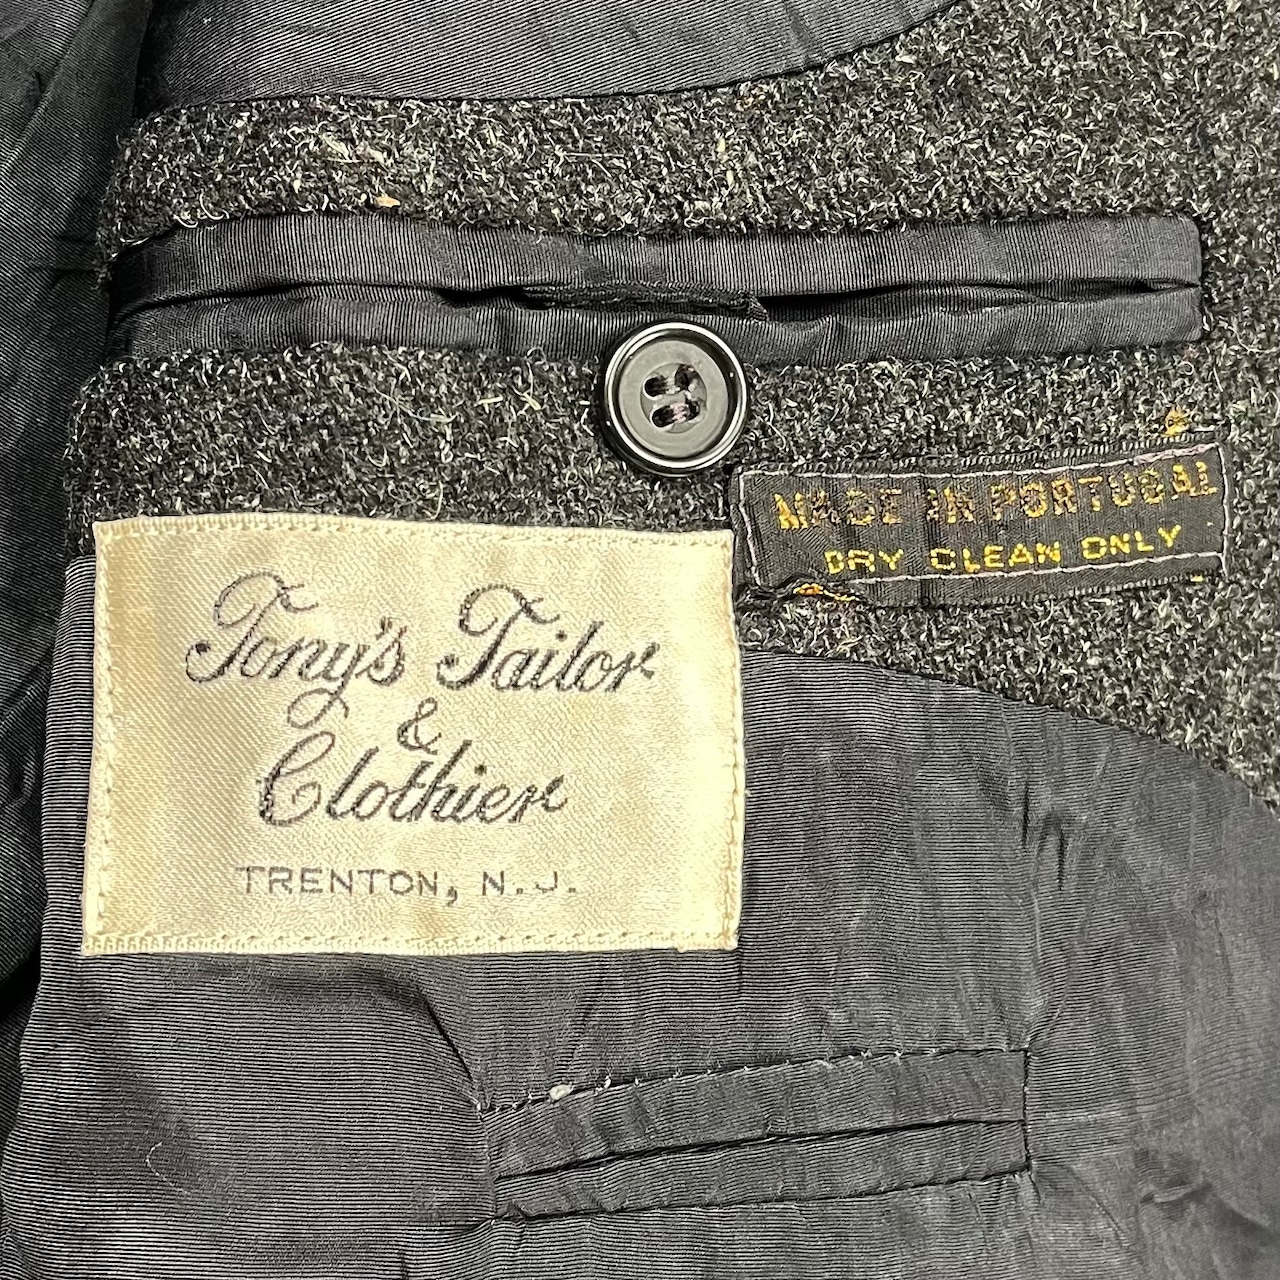 MADE IN PORTUGAL
DRY CLEAN ONLY
Tony's Tailor
&
Clothier
TRENTON, N.J.